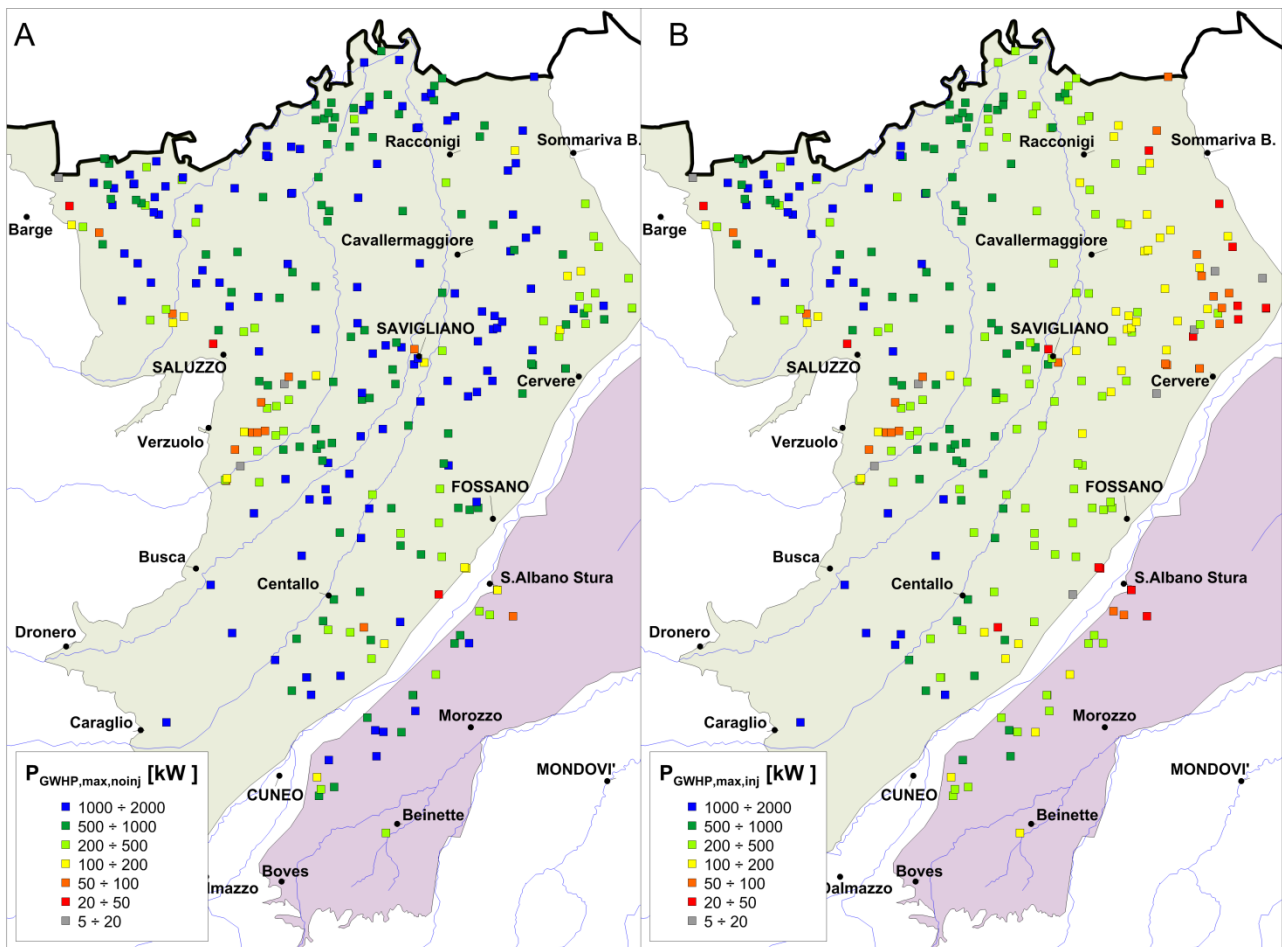 A
Racconigi
Sommariva B.
Barge
Cavallermaggiore
SAVIGLIANO
SALUZZO
Cervere
Verzuolo
FOSSANO
Busca
S.Albano Stura
Centallo
Dronero
Caraglio
Morozzo
MONDOVI'
CUNEO
Beinette
Boves
lmazzo
P GWHP,max,noinj [kW ]
1000 ÷ 2000
500 ÷ 1000
200 ÷ 500
100 ÷ 200
50 ÷ 100
20 ÷ 50
5 ÷ 20
B
Racconigi
Sommariva B.
Barge
Cavallermaggiore
SAVIGLIANO
SALUZZO
Cervere
Verzuolo
FOSSANO
Busca
S.Albano Stura
Centallo
Dronero
Caraglio
Morozzo
MONDOVI'
CUNEO
Beinette
Boves
Dalmazzo
P GWHP,max,inj [kW ]
1000 ÷ 2000
500 ÷ 1000
200 ÷ 500
100 ÷ 200
50 ÷ 100
20 ÷ 50
5 ÷ 20